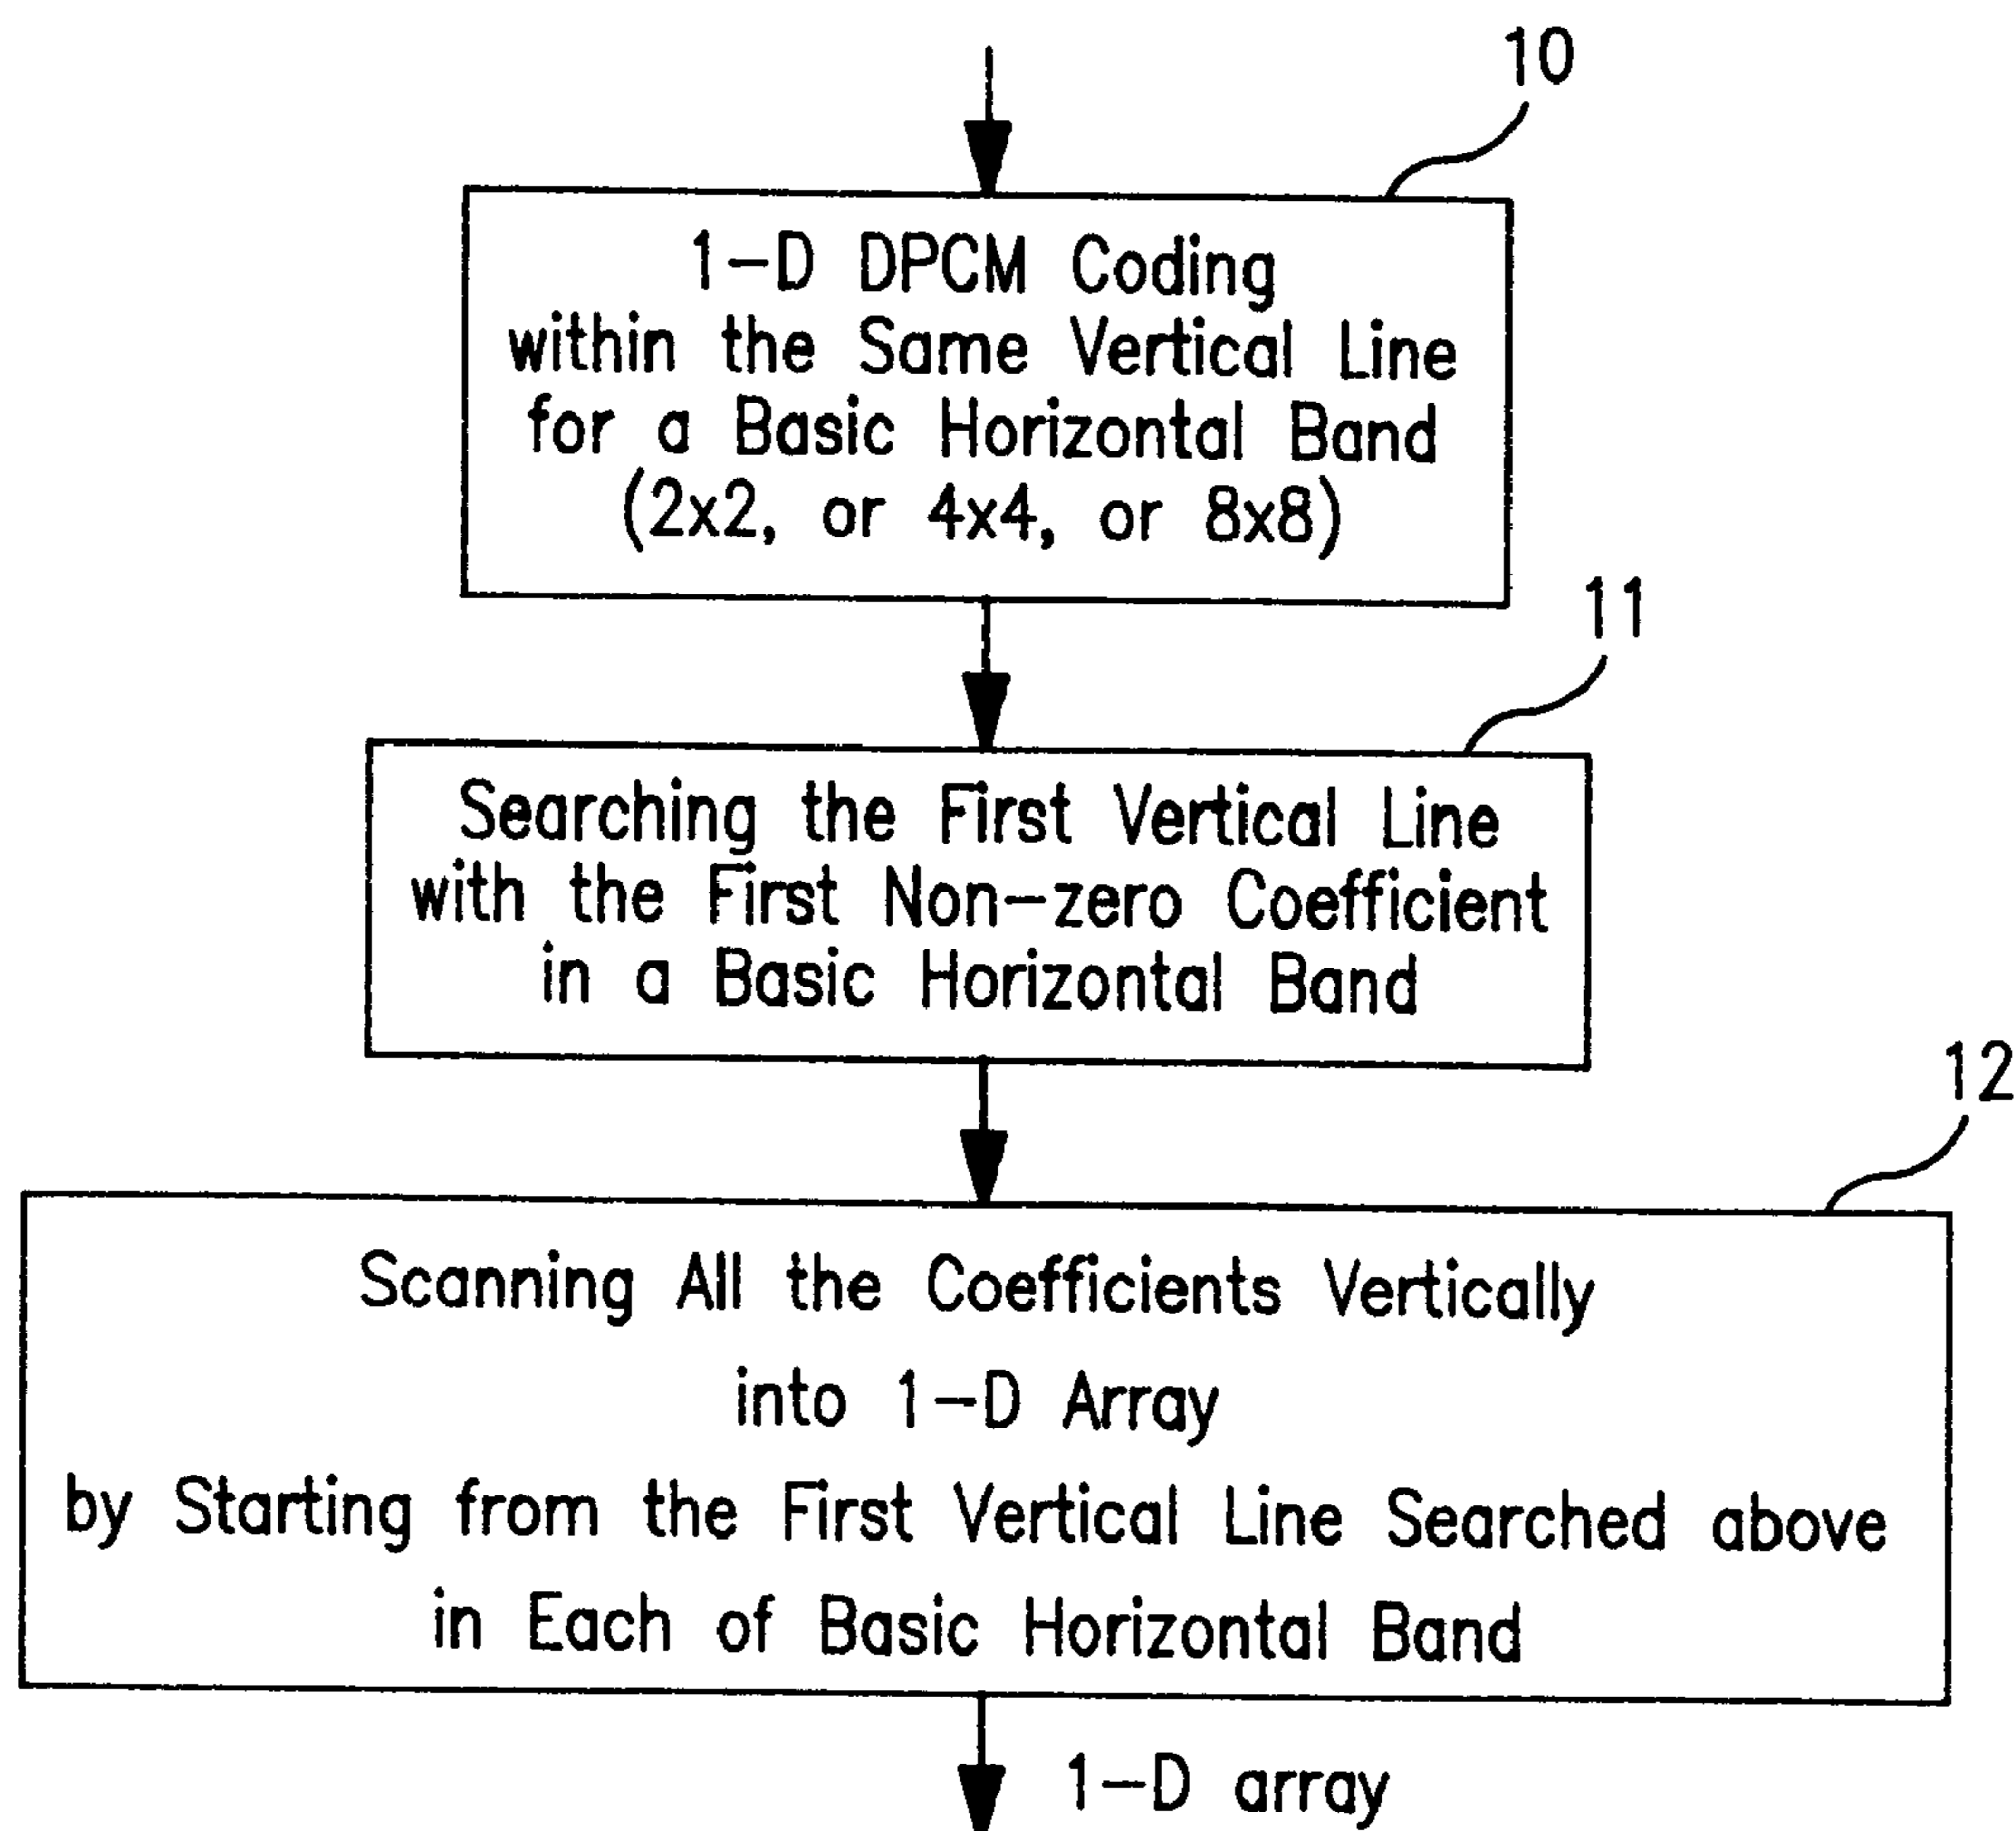 10
1-D DPCM Coding
within the Same Vertical Line
for a Basic Horizontal Band
(2x2, or 4x4, or 8x8)
11
Searching the First Vertical Line
with the First Non-zero Coefficient
in a Basic Horizontal Band
12
Scanning All the Coefficients Vertically
into 1-D Array
by Starting from the First Vertical Line Searched above
in Each of Basic Horizontal Band
1-D array